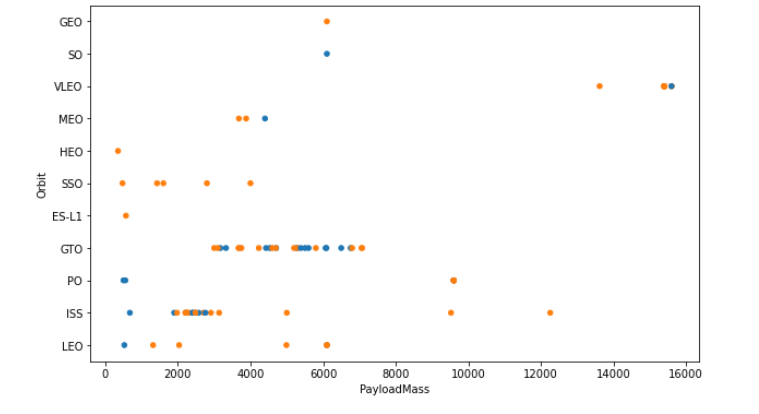 GEO
SO
VLEO
MEO
HEO
SSO
ES-L1
GTO
PO
ISS
LEO
Orbit
0 2000 4000 6000 8000 10000 12000 14000 16000
PayloadMass